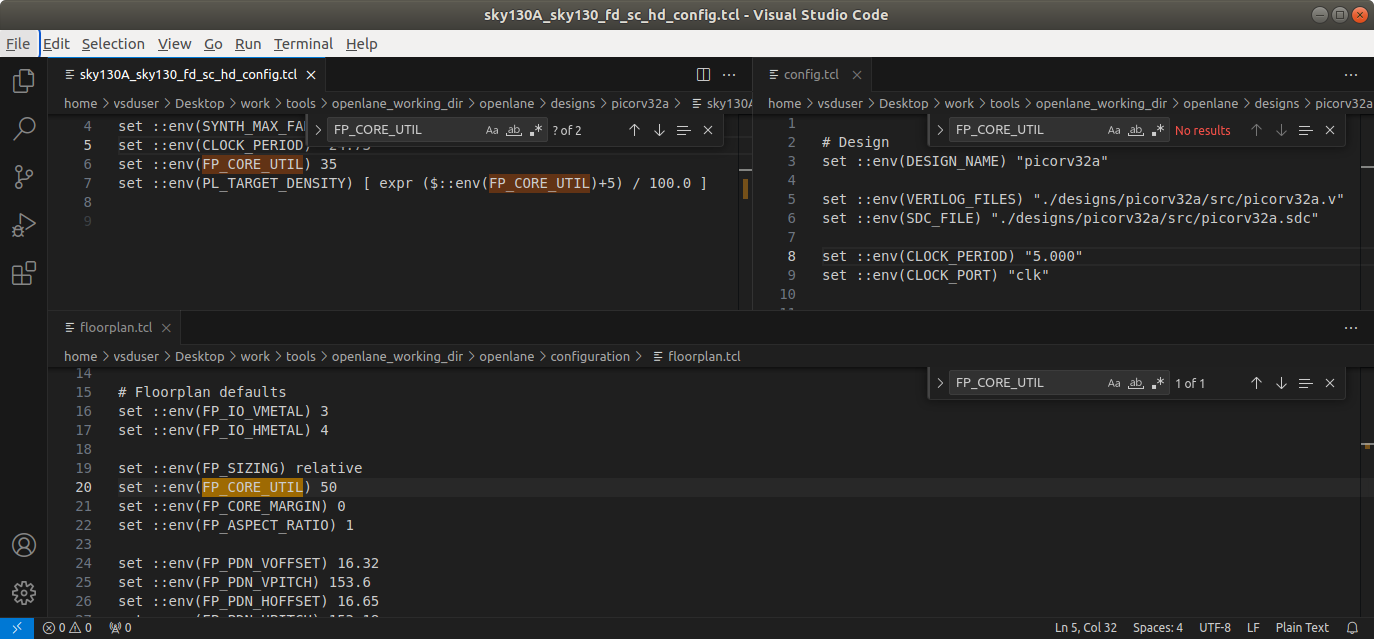 sky130A_sky130_fd_sc_hd_config.tcl - Visual Studio Code
File Edit Selection View Go Run Terminal Help
sky130A_sky130_fd_sc_hd_config.tcl
home > vsduser > Desktop > work > tools > openlane_working_dir > openlane > designs > picorv32a > sky130A
FP_CORE_UTIL Aa ab .* ? of 2
4 set ::env(SYNTH_MAX_FA
5 set ::env(CLOCK_PERIOD) 24.73
6 set ::env(FP_CORE_UTIL) 35
7 set ::env(PL_TARGET_DENSITY) [ expr ($::env(FP_CORE_UTIL)+5) / 100.0 ]
8
9
config.tcl
home > vsduser > Desktop > work > tools > openlane_working_dir > openlane > designs > picorv32a
FP_CORE_UTIL Aa ab .* No results
1
2 # Design
3 set ::env(DESIGN_NAME) "picorv32a"
4
5 set ::env(VERILOG_FILES) "./designs/picorv32a/src/picorv32a.v"
6 set ::env(SDC_FILE) "./designs/picorv32a/src/picorv32a.sdc"
7
8 set ::env(CLOCK_PERIOD) "5.000"
9 set ::env(CLOCK_PORT) "clk"
10
11
floorplan.tcl
home > vsduser > Desktop > work > tools > openlane_working_dir > openlane > configuration > floorplan.tcl
FP_CORE_UTIL Aa ab .* 1 of 1
14
15 # Floorplan defaults
16 set ::env(FP_IO_VMETAL) 3
17 set ::env(FP_IO_HMETAL) 4
18
19 set ::env(FP_SIZING) relative
20 set ::env(FP_CORE_UTIL) 50
21 set ::env(FP_CORE_MARGIN) 0
22 set ::env(FP_ASPECT_RATIO) 1
23
24 set ::env(FP_PDN_VOFFSET) 16.32
25 set ::env(FP_PDN_VPITCH) 153.6
26 set ::env(FP_PDN_HOFFSET) 16.65
27 set ::env(FP_PDN_HPITCH) 153.18
0 0 0 Ln 5, Col 32 Spaces: 4 UTF-8 LF Plain Text